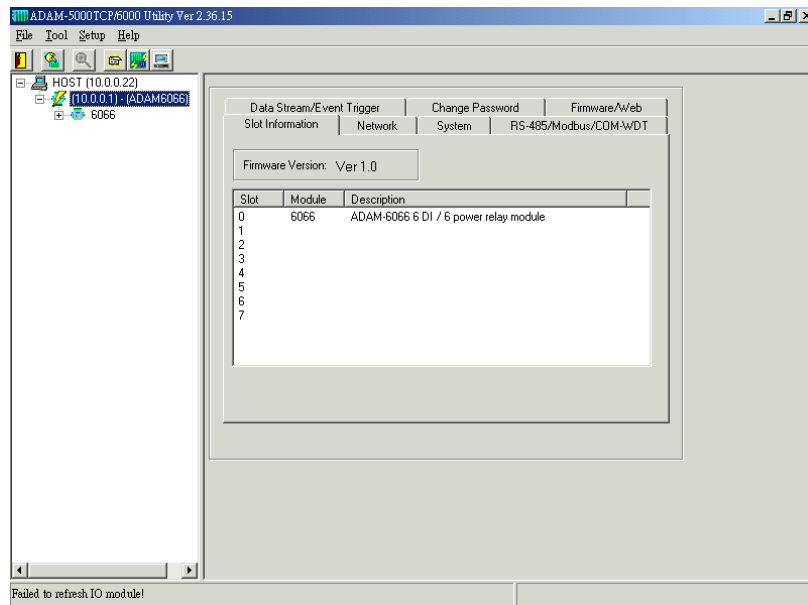 ADAM-5000TCP/6000 Utility Ver 2.36.15
File Tool Setup Help
HOST (10.0.0.22)
(10.0.0.1) - (ADAM6066)
6066
Data Stream/Event Trigger Change Password Firmware/Web
Slot Information Network System RS-485/Modbus/COM-WDT
Firmware Version: Ver 1.0
Slot Module Description
0 6066 ADAM-6066 6 DI / 6 power relay module
1
2
3
4
5
6
7
Failed to refresh IO module!